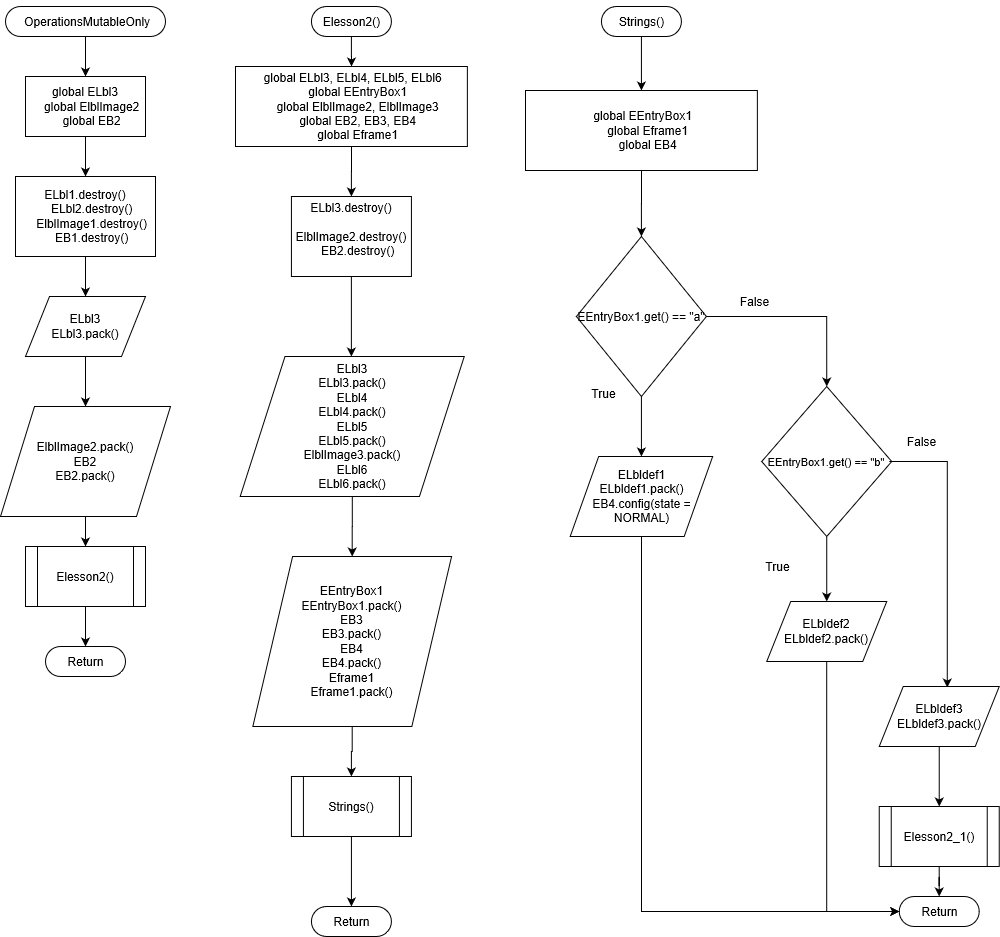 OperationsMutableOnly
global ELbl3
global ElblImage2
global EB2
ELbl1.destroy()
ELbl2.destroy()
ElblImage1.destroy()
EB1.destroy()
ELbl3
ELbl3.pack()
ElblImage2.pack()
EB2
EB2.pack()
Elesson2()
Return
Elesson2()
global ELbl3, ELbl4, ELbl5, ELbl6
global EEntryBox1
global ElblImage2, ElblImage3
global EB2, EB3, EB4
global Eframe1
ELbl3.destroy()
ElblImage2.destroy()
EB2.destroy()
ELbl3
ELbl3.pack()
ELbl4
ELbl4.pack()
ELbl5
ELbl5.pack()
ElblImage3.pack()
ELbl6
ELbl6.pack()
EEntryBox1
EEntryBox1.pack()
EB3
EB3.pack()
EB4
EB4.pack()
Eframe1
Eframe1.pack()
Strings()
Return
Strings()
global EEntryBox1
global Eframe1
global EB4
EEntryBox1.get() == "a"
False
True
ELbldef1
ELbldef1.pack()
EB4.config(state =
NORMAL)
EEntryBox1.get() == "b"
False
True
ELbldef2
ELbldef2.pack()
ELbldef3
ELbldef3.pack()
Elesson2_1()
Return